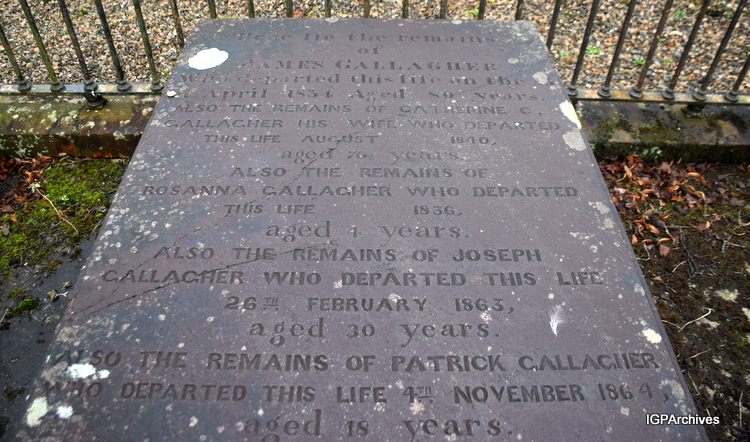 Here lie the remains
of
JAMES GALLAGHER
Who departed this life on the
April 1834 Aged 80 years.
ALSO THE REMAINS OF CATHERINE C,
GALLAGHER HIS WIFE WHO DEPARTED
THIS LIFE AUGUST 1840,
aged 76 years.
ALSO THE REMAINS OF
ROSANNA GALLAGHER WHO DEPARTED
THIS LIFE 1836,
aged 4 years.
ALSO THE REMAINS OF JOSEPH
GALLAGHER WHO DEPARTED THIS LIFE
26TH FEBRUARY 1863,
aged 30 years.
ALSO THE REMAINS OF PATRICK GALLAGHER
WHO DEPARTED THIS LIFE 4TH NOVEMBER 1864,
aged 18 years.
IGPArchives